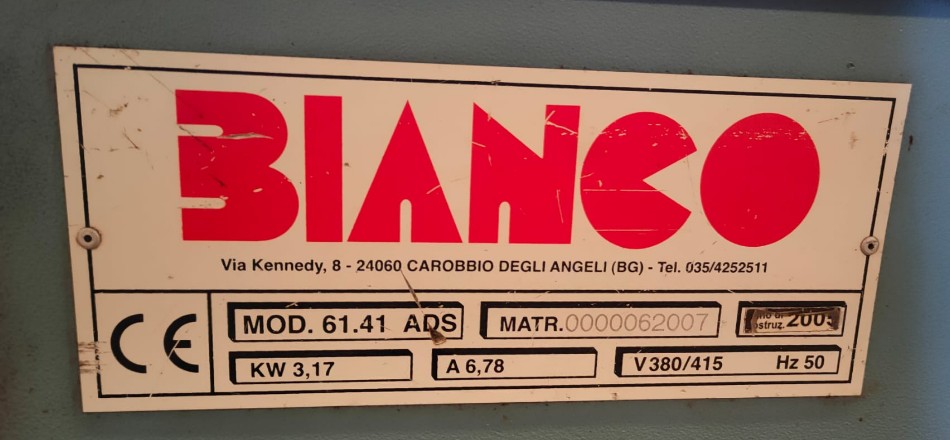 BIANCO
Via Kennedy, 8 - 24060 CAROBBIO DEGLI ANGELI (BG) - Tel. 035/4252511
CE
MOD. 61.41 ADS
MATR. 0000062007
KW 3,17
A 6,78
V 380/415 Hz 50